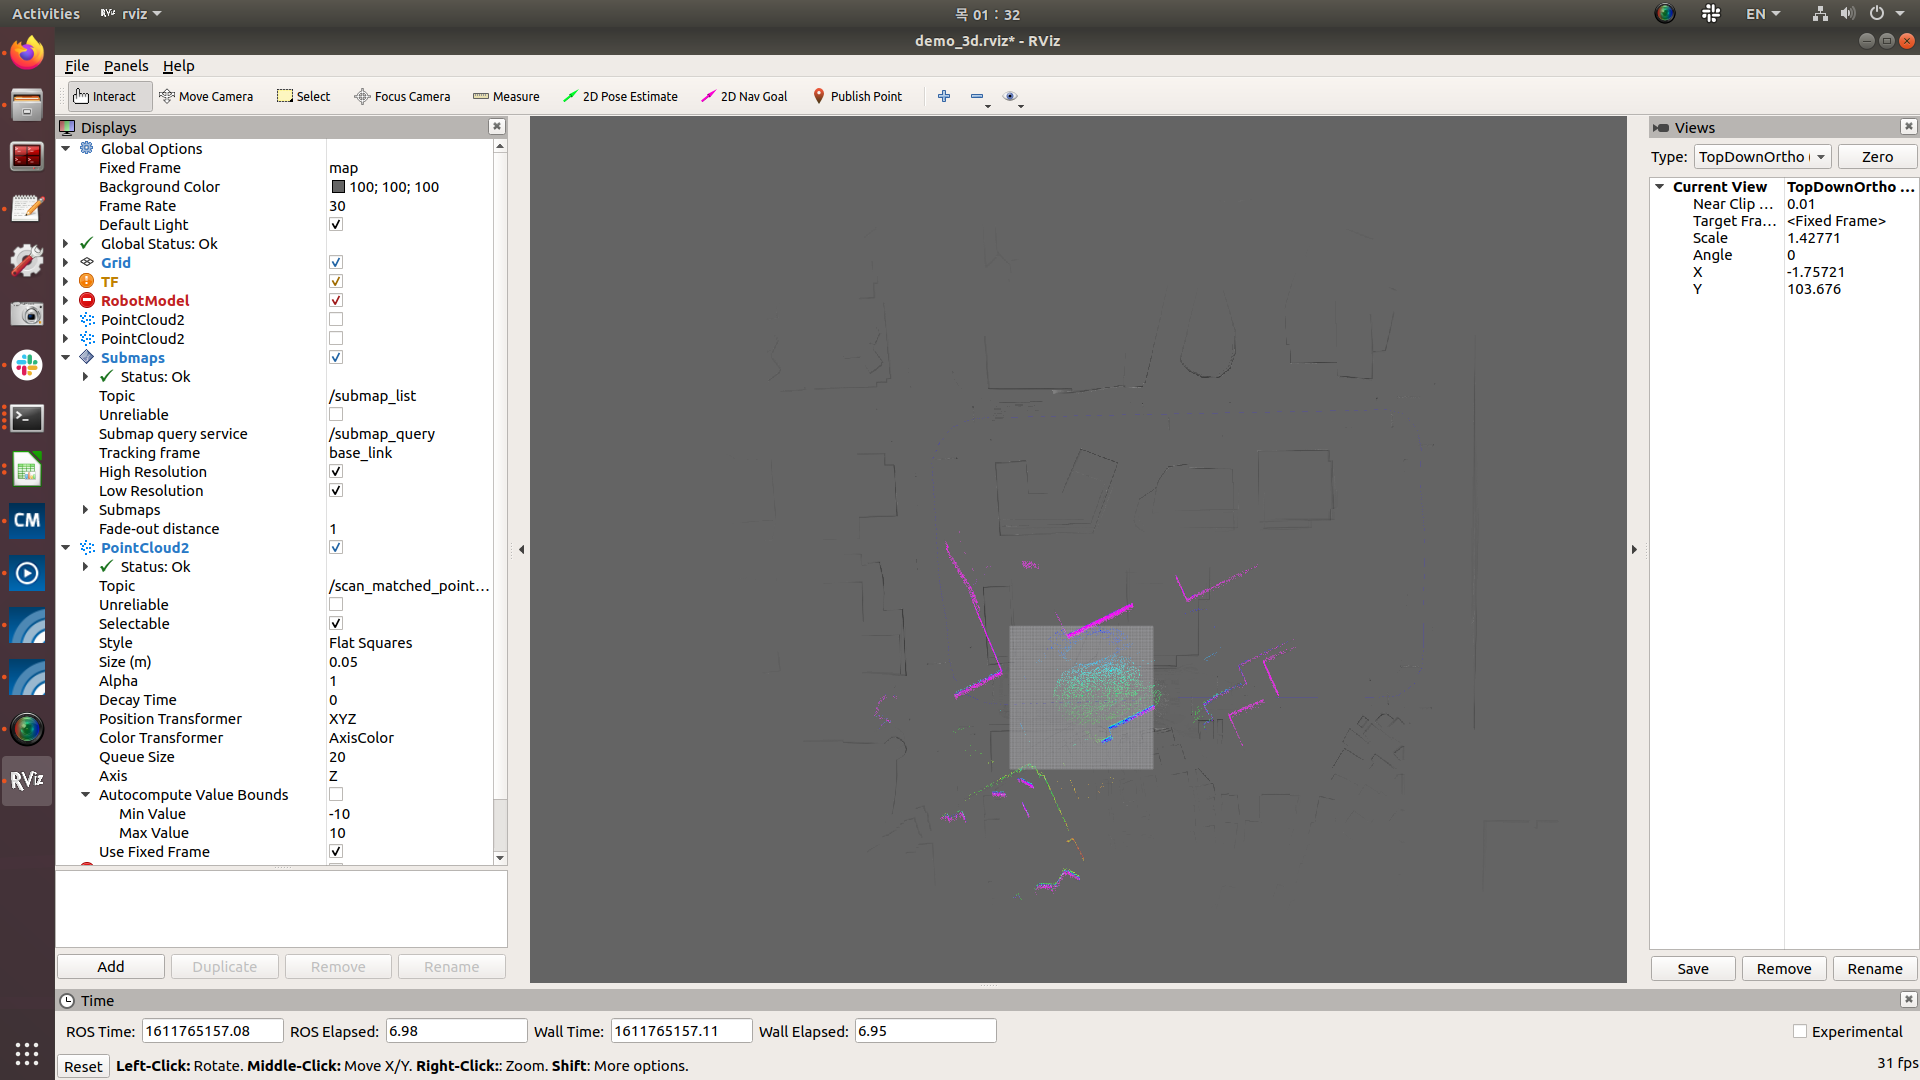 Activities
RViz
rviz
목 01 : 32
EN
demo_3d.rviz* - RViz
File Panels Help
Interact Move Camera Select Focus Camera Measure 2D Pose Estimate 2D Nav Goal Publish Point
Displays
Global Options
Fixed Frame map
Background Color 100; 100; 100
Frame Rate 30
Default Light
Global Status: Ok
Grid
TF
RobotModel
PointCloud2
PointCloud2
Submaps
Status: Ok
Topic /submap_list
Unreliable
Submap query service /submap_query
Tracking frame base_link
High Resolution
Low Resolution
Submaps
Fade-out distance 1
PointCloud2
Status: Ok
Topic /scan_matched_point...
Unreliable
Selectable
Style Flat Squares
Size (m) 0.05
Alpha 1
Decay Time 0
Position Transformer XYZ
Color Transformer AxisColor
Queue Size 20
Axis Z
Autocompute Value Bounds
Min Value -10
Max Value 10
Use Fixed Frame
Add Duplicate Remove Rename
CM
RViz
Views
Type: TopDownOrtho ( Zero
Current View TopDownOrtho ...
Near Clip ... 0.01
Target Fra... <Fixed Frame>
Scale 1.42771
Angle 0
X -1.75721
Y 103.676
Save Remove Rename
Time
ROS Time: 1611765157.08 ROS Elapsed: 6.98 Wall Time: 1611765157.11 Wall Elapsed: 6.95 Experimental
Reset Left-Click: Rotate. Middle-Click: Move X/Y. Right-Click:: Zoom. Shift: More options. 31 fps